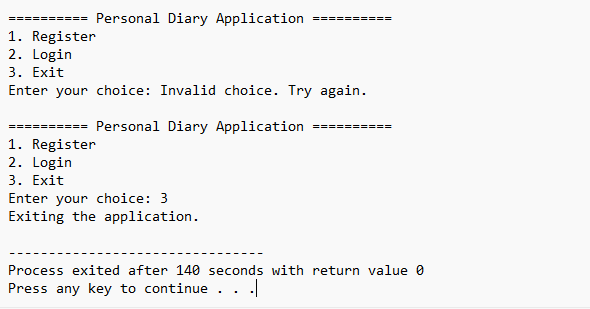 ========== Personal Diary Application ==========
1. Register
2. Login
3. Exit
Enter your choice: Invalid choice. Try again.

========== Personal Diary Application ==========
1. Register
2. Login
3. Exit
Enter your choice: 3
Exiting the application.

--------------------------------
Process exited after 140 seconds with return value 0
Press any key to continue . . .